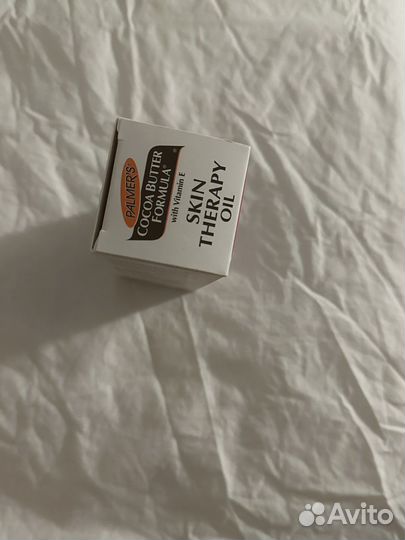 PALMER'S®
COCOA BUTTER
FORMULA®
with Vitamin E
SKIN
THERAPY
OIL
Avito